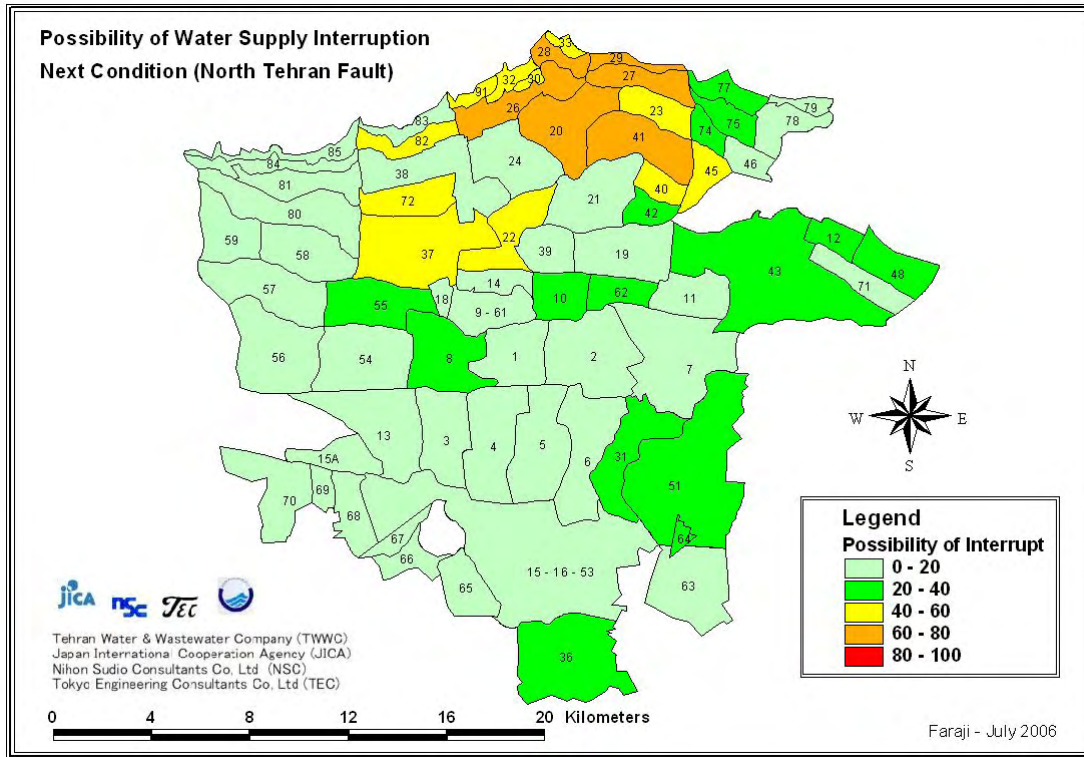 Possibility of Water Supply Interruption
Next Condition (North Tehran Fault)
33
28
29
32
30
27
91
77
26
23
79
83
78
20
41
74
75
82
85
24
46
84
45
38
81
40
72
21
42
80
22
12
59
39
19
37
43
48
58
14
71
57
62
55
18
10
11
9 - 61
56
54
8
1
2
7
N
W
E
S
13
3
4
5
6
15A
31
70
69
51
68
67
64
66
15 - 16 - 53
65
63
36
Legend
Possibility of Interrupt
0 - 20
20 - 40
40 - 60
60 - 80
80 - 100
JICA
NSC
TEC
Tehran Water & Wastewater Company (TWWC)
Japan International Cooperation Agency (JICA)
Nihon Sudio Consultants Co, Ltd (NSC)
Tokyo Engineering Consultants Co, Ltd (TEC)
0 4 8 12 16 20 Kilometers
Faraji - July 2006